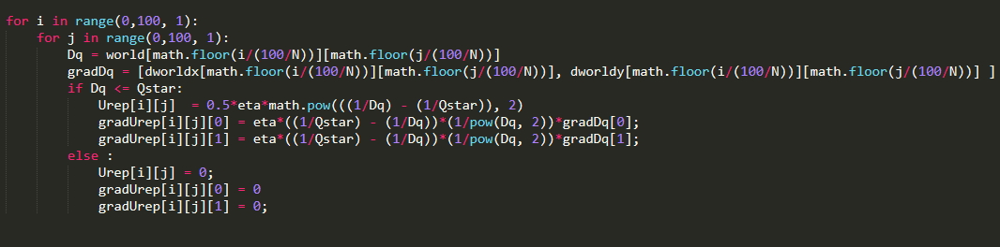 for i in range(0,100, 1):
    for j in range(0,100, 1):
        Dq = world[math.floor(i/(100/N))][math.floor(j/(100/N))]
        gradDq = [dworldx[math.floor(i/(100/N))][math.floor(j/(100/N))], dworldy[math.floor(i/(100/N))][math.floor(j/(100/N))] ]
        if Dq <= Qstar:
            Urep[i][j]  = 0.5*eta*math.pow(((1/Dq) - (1/Qstar)), 2)
            gradUrep[i][j][0] = eta*((1/Qstar) - (1/Dq))*(1/pow(Dq, 2))*gradDq[0];
            gradUrep[i][j][1] = eta*((1/Qstar) - (1/Dq))*(1/pow(Dq, 2))*gradDq[1];
        else :
            Urep[i][j] = 0;
            gradUrep[i][j][0] = 0
            gradUrep[i][j][1] = 0;